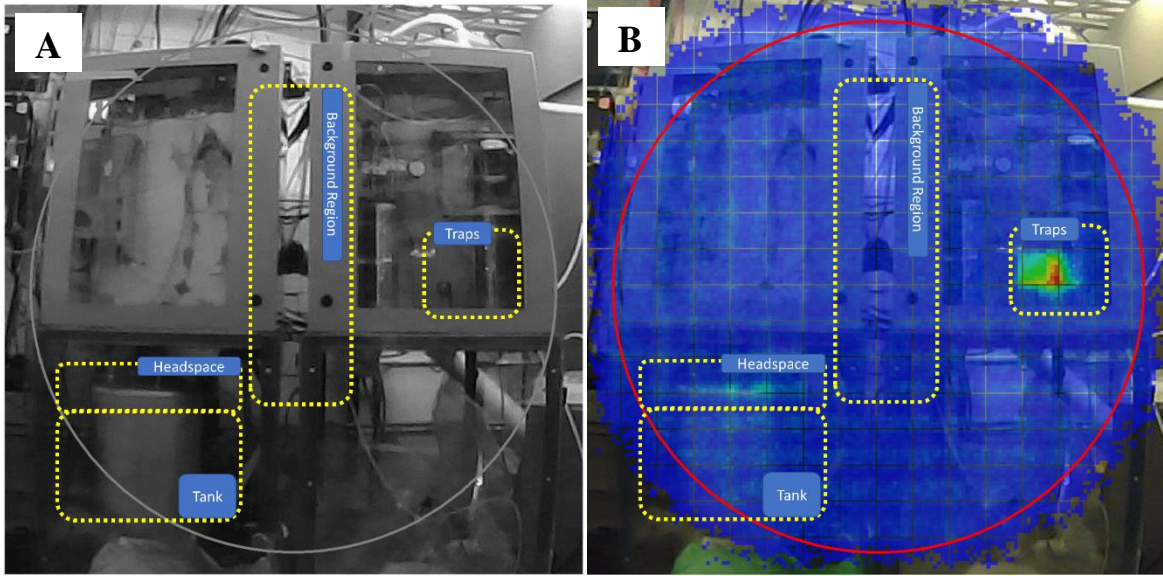 A
Background Region
Traps
Headspace
Tank
B
Background Region
Traps
Headspace
Tank